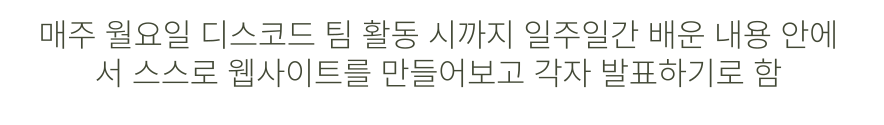 매주 월요일 디스코드 팀 활동 시까지 일주일간 배운 내용 안에
서 스스로 웹사이트를 만들어보고 각자 발표하기로 함